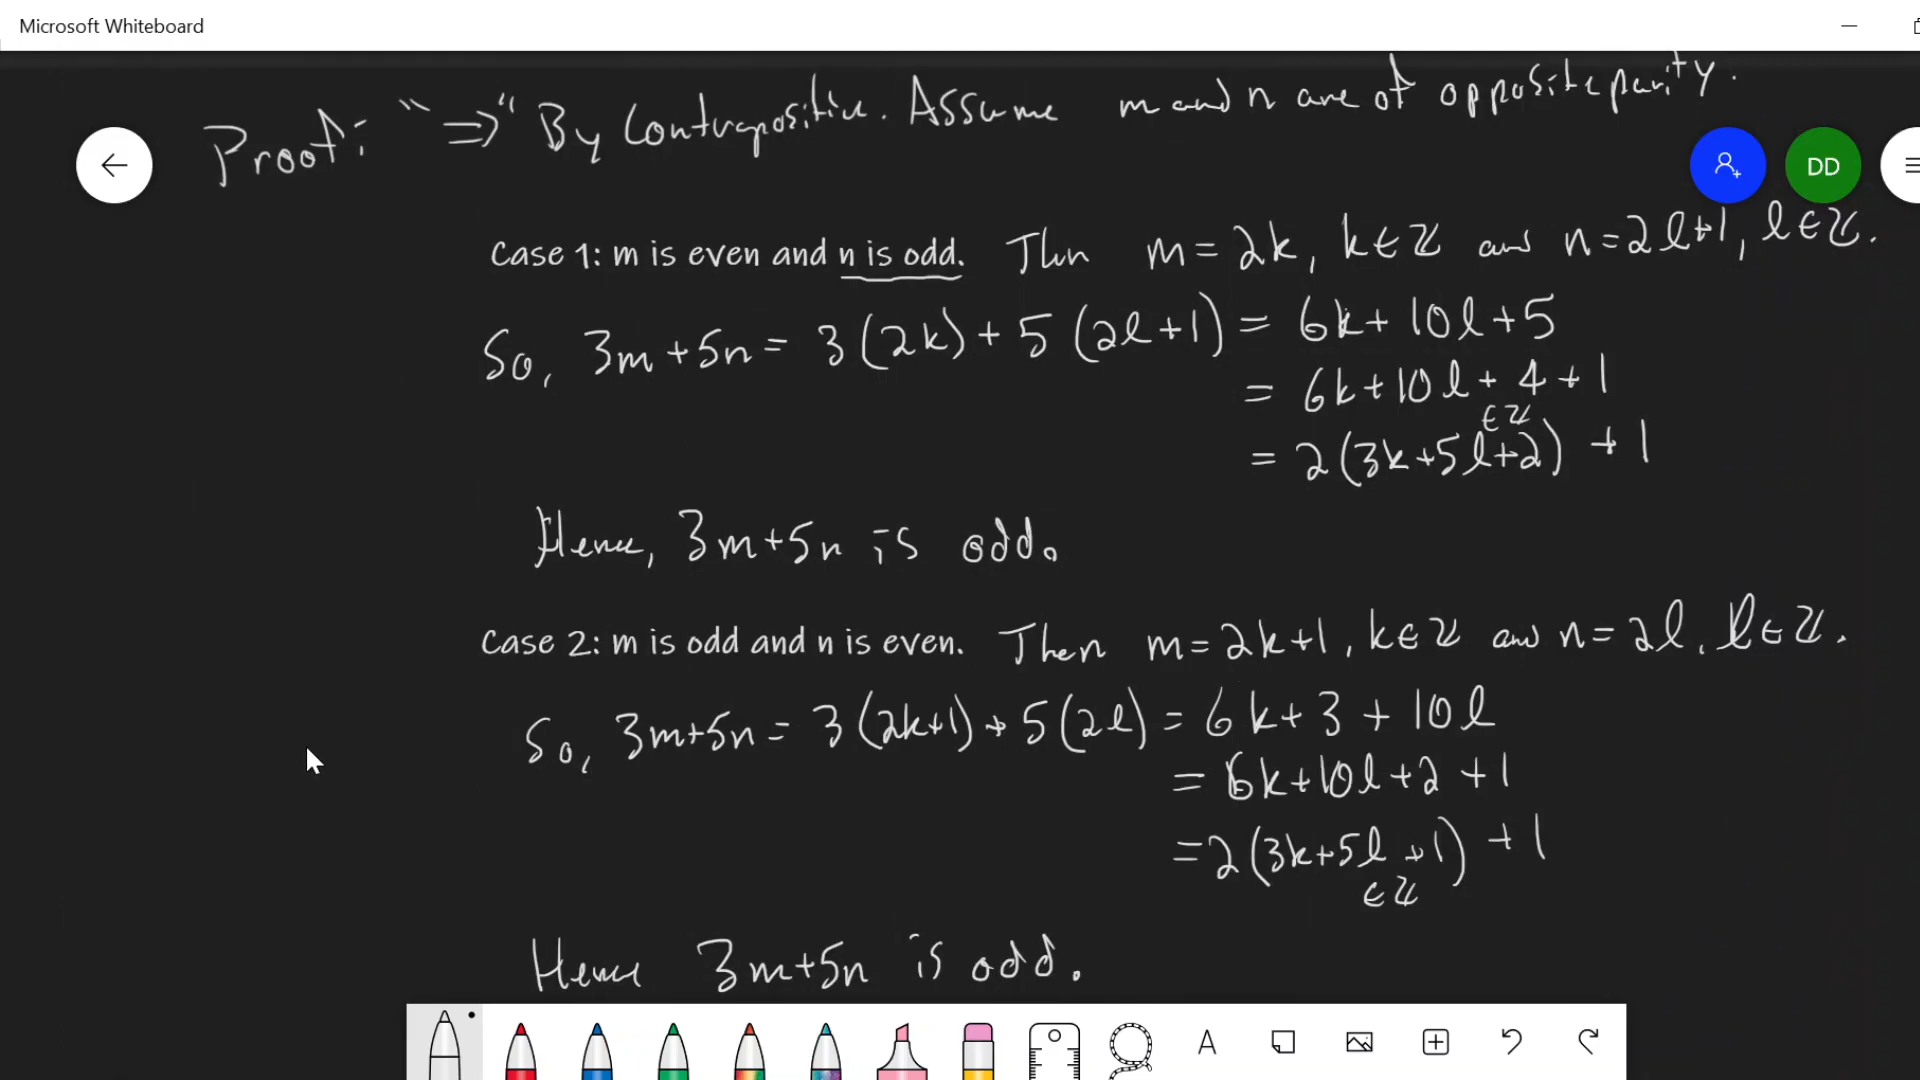 Microsoft Whiteboard
Proof: "⇒" By Contrapositive. Assume m and n are of opposite parity.
DD
Case 1: m is even and n is odd. Then m = 2k, k∈ℤ and n = 2l+1, l∈ℤ.
So, 3m+5n = 3(2k) + 5(2l+1) = 6k + 10l + 5
= 6k + 10l + 4 + 1
∈ℤ
= 2(3k+5l+2) + 1
Hence, 3m+5n is odd.
Case 2: m is odd and n is even. Then m = 2k+1, k∈ℤ and n = 2l, l∈ℤ.
So, 3m+5n = 3(2k+1) + 5(2l) = 6k + 3 + 10l
= 6k+10l+2 +1
= 2(3k+5l+1) + 1
∈ℤ
Hence 3m+5n is odd.
A